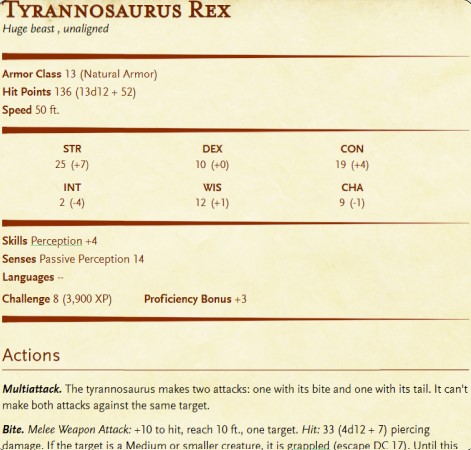 Tyrannosaurus Rex
Huge beast , unaligned
Armor Class 13 (Natural Armor)
Hit Points 136 (13d12 + 52)
Speed 50 ft.
STR DEX CON
25 (+7) 10 (+0) 19 (+4)
INT WIS CHA
2 (-4) 12 (+1) 9 (-1)
Skills Perception +4
Senses Passive Perception 14
Languages --
Challenge 8 (3,900 XP) Proficiency Bonus +3
Actions
Multiattack. The tyrannosaurus makes two attacks: one with its bite and one with its tail. It can't
make both attacks against the same target.
Bite. Melee Weapon Attack: +10 to hit, reach 10 ft., one target. Hit: 33 (4d12 + 7) piercing
damage. If the target is a Medium or smaller creature, it is grappled (escape DC 17). Until this